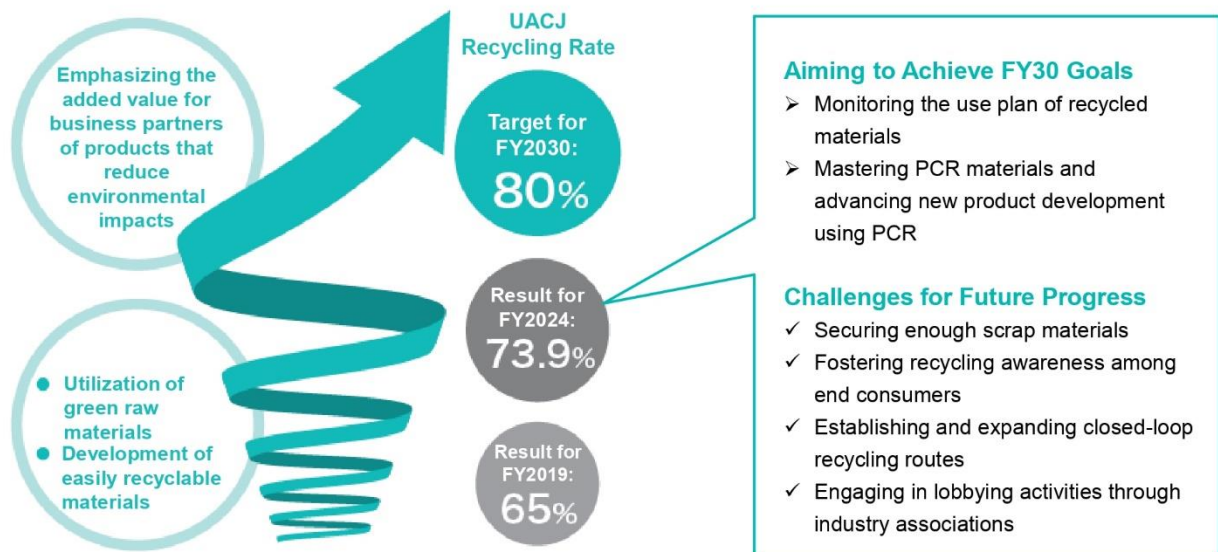 Emphasizing the
added value for
business partners
of products that
reduce
environmental
impacts
● Utilization of
green raw
materials
● Development of
easily recyclable
materials
UACJ
Recycling Rate
Target for
FY2030:
80%
Result for
FY2024:
73.9%
Result for
FY2019:
65%
Aiming to Achieve FY30 Goals
➢ Monitoring the use plan of recycled
materials
➢ Mastering PCR materials and
advancing new product development
using PCR
Challenges for Future Progress
✓ Securing enough scrap materials
✓ Fostering recycling awareness among
end consumers
✓ Establishing and expanding closed-loop
recycling routes
✓ Engaging in lobbying activities through
industry associations